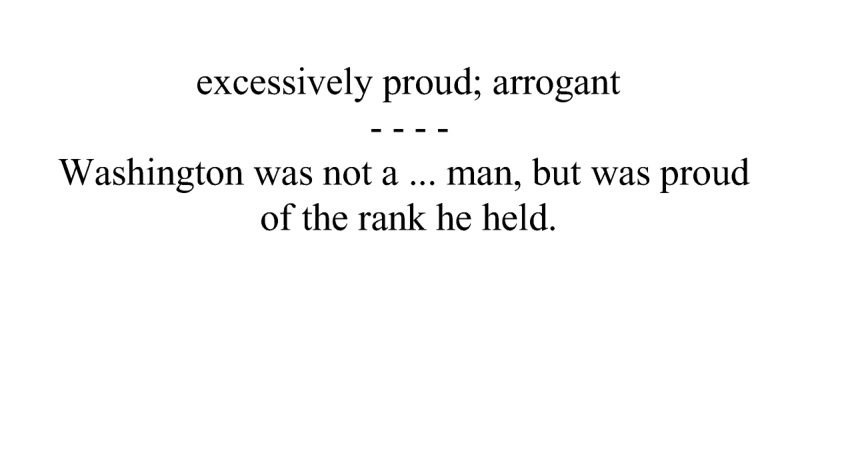 excessively proud; arrogant
- - - -
Washington was not a ... man, but was proud
of the rank he held.